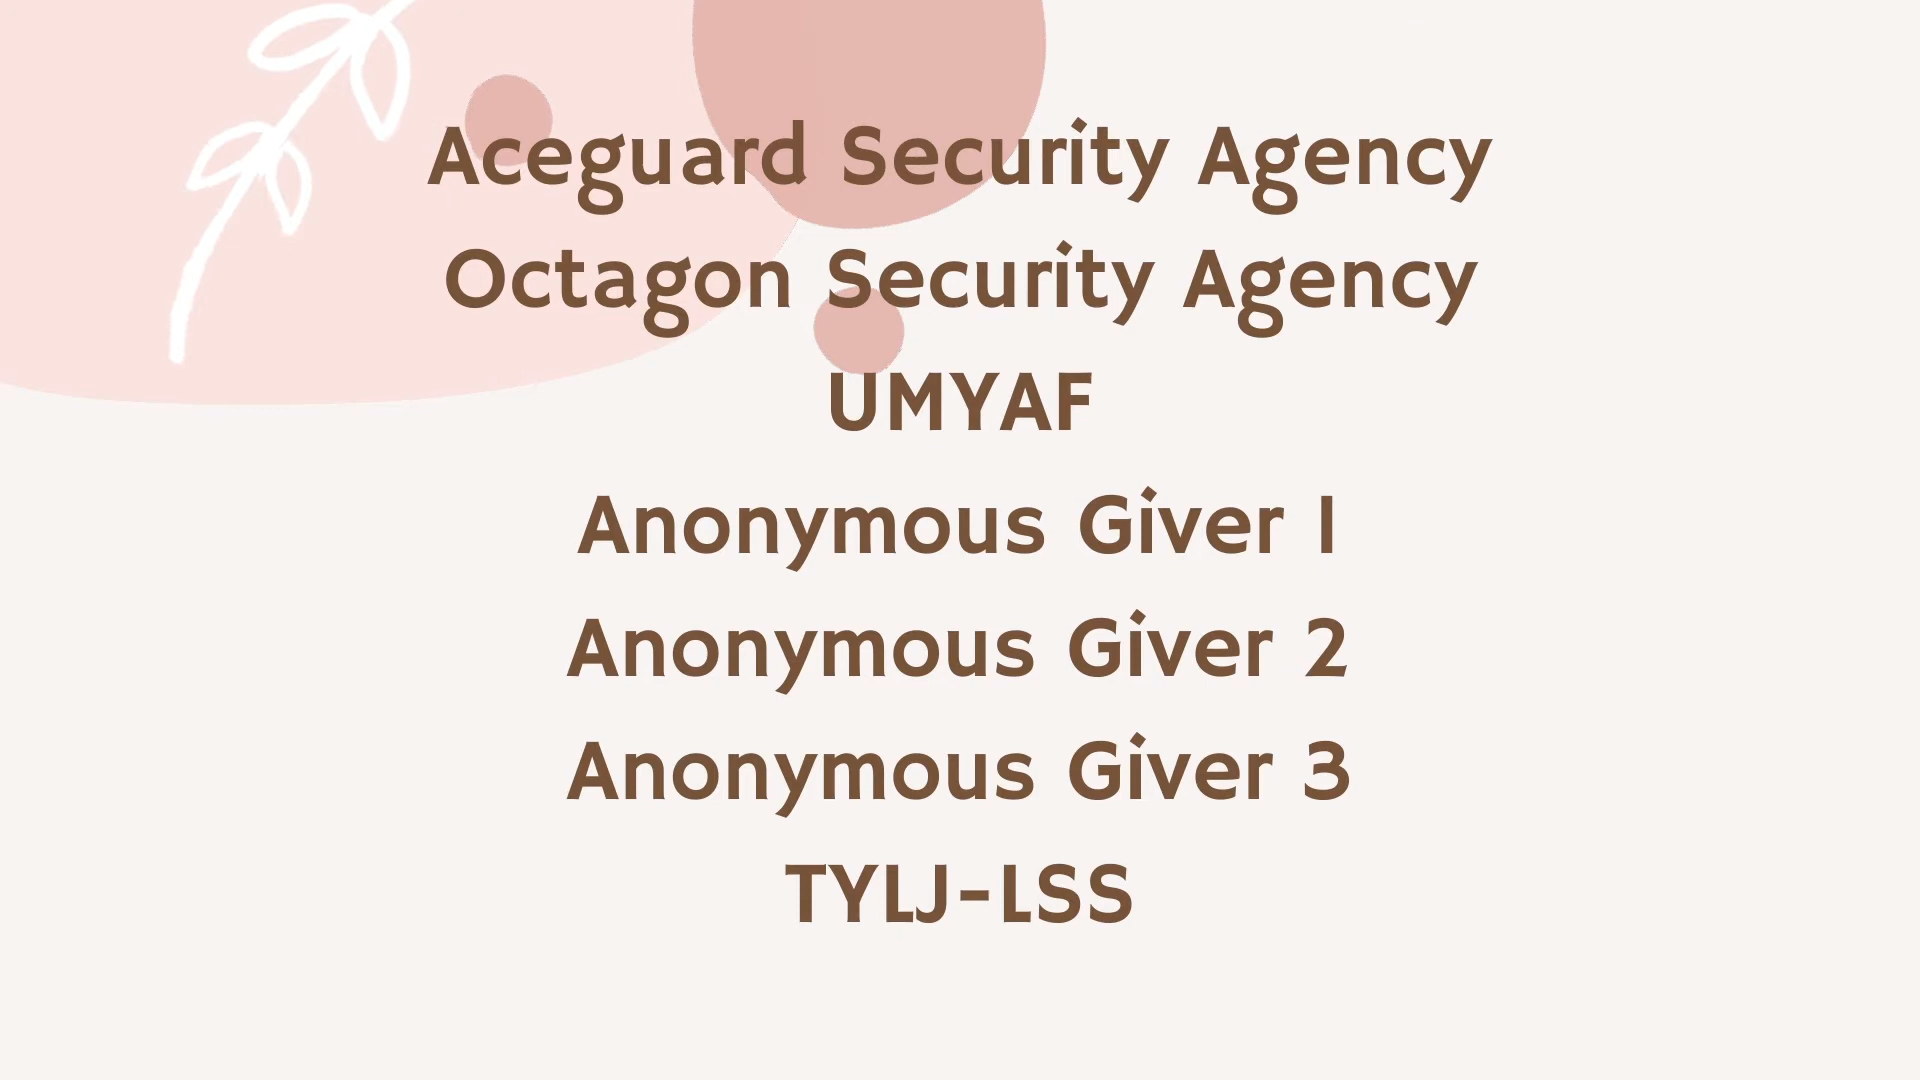 Aceguard Security Agency
Octagon Security Agency
UMYAF
Anonymous Giver 1
Anonymous Giver 2
Anonymous Giver 3
TYLJ-LSS